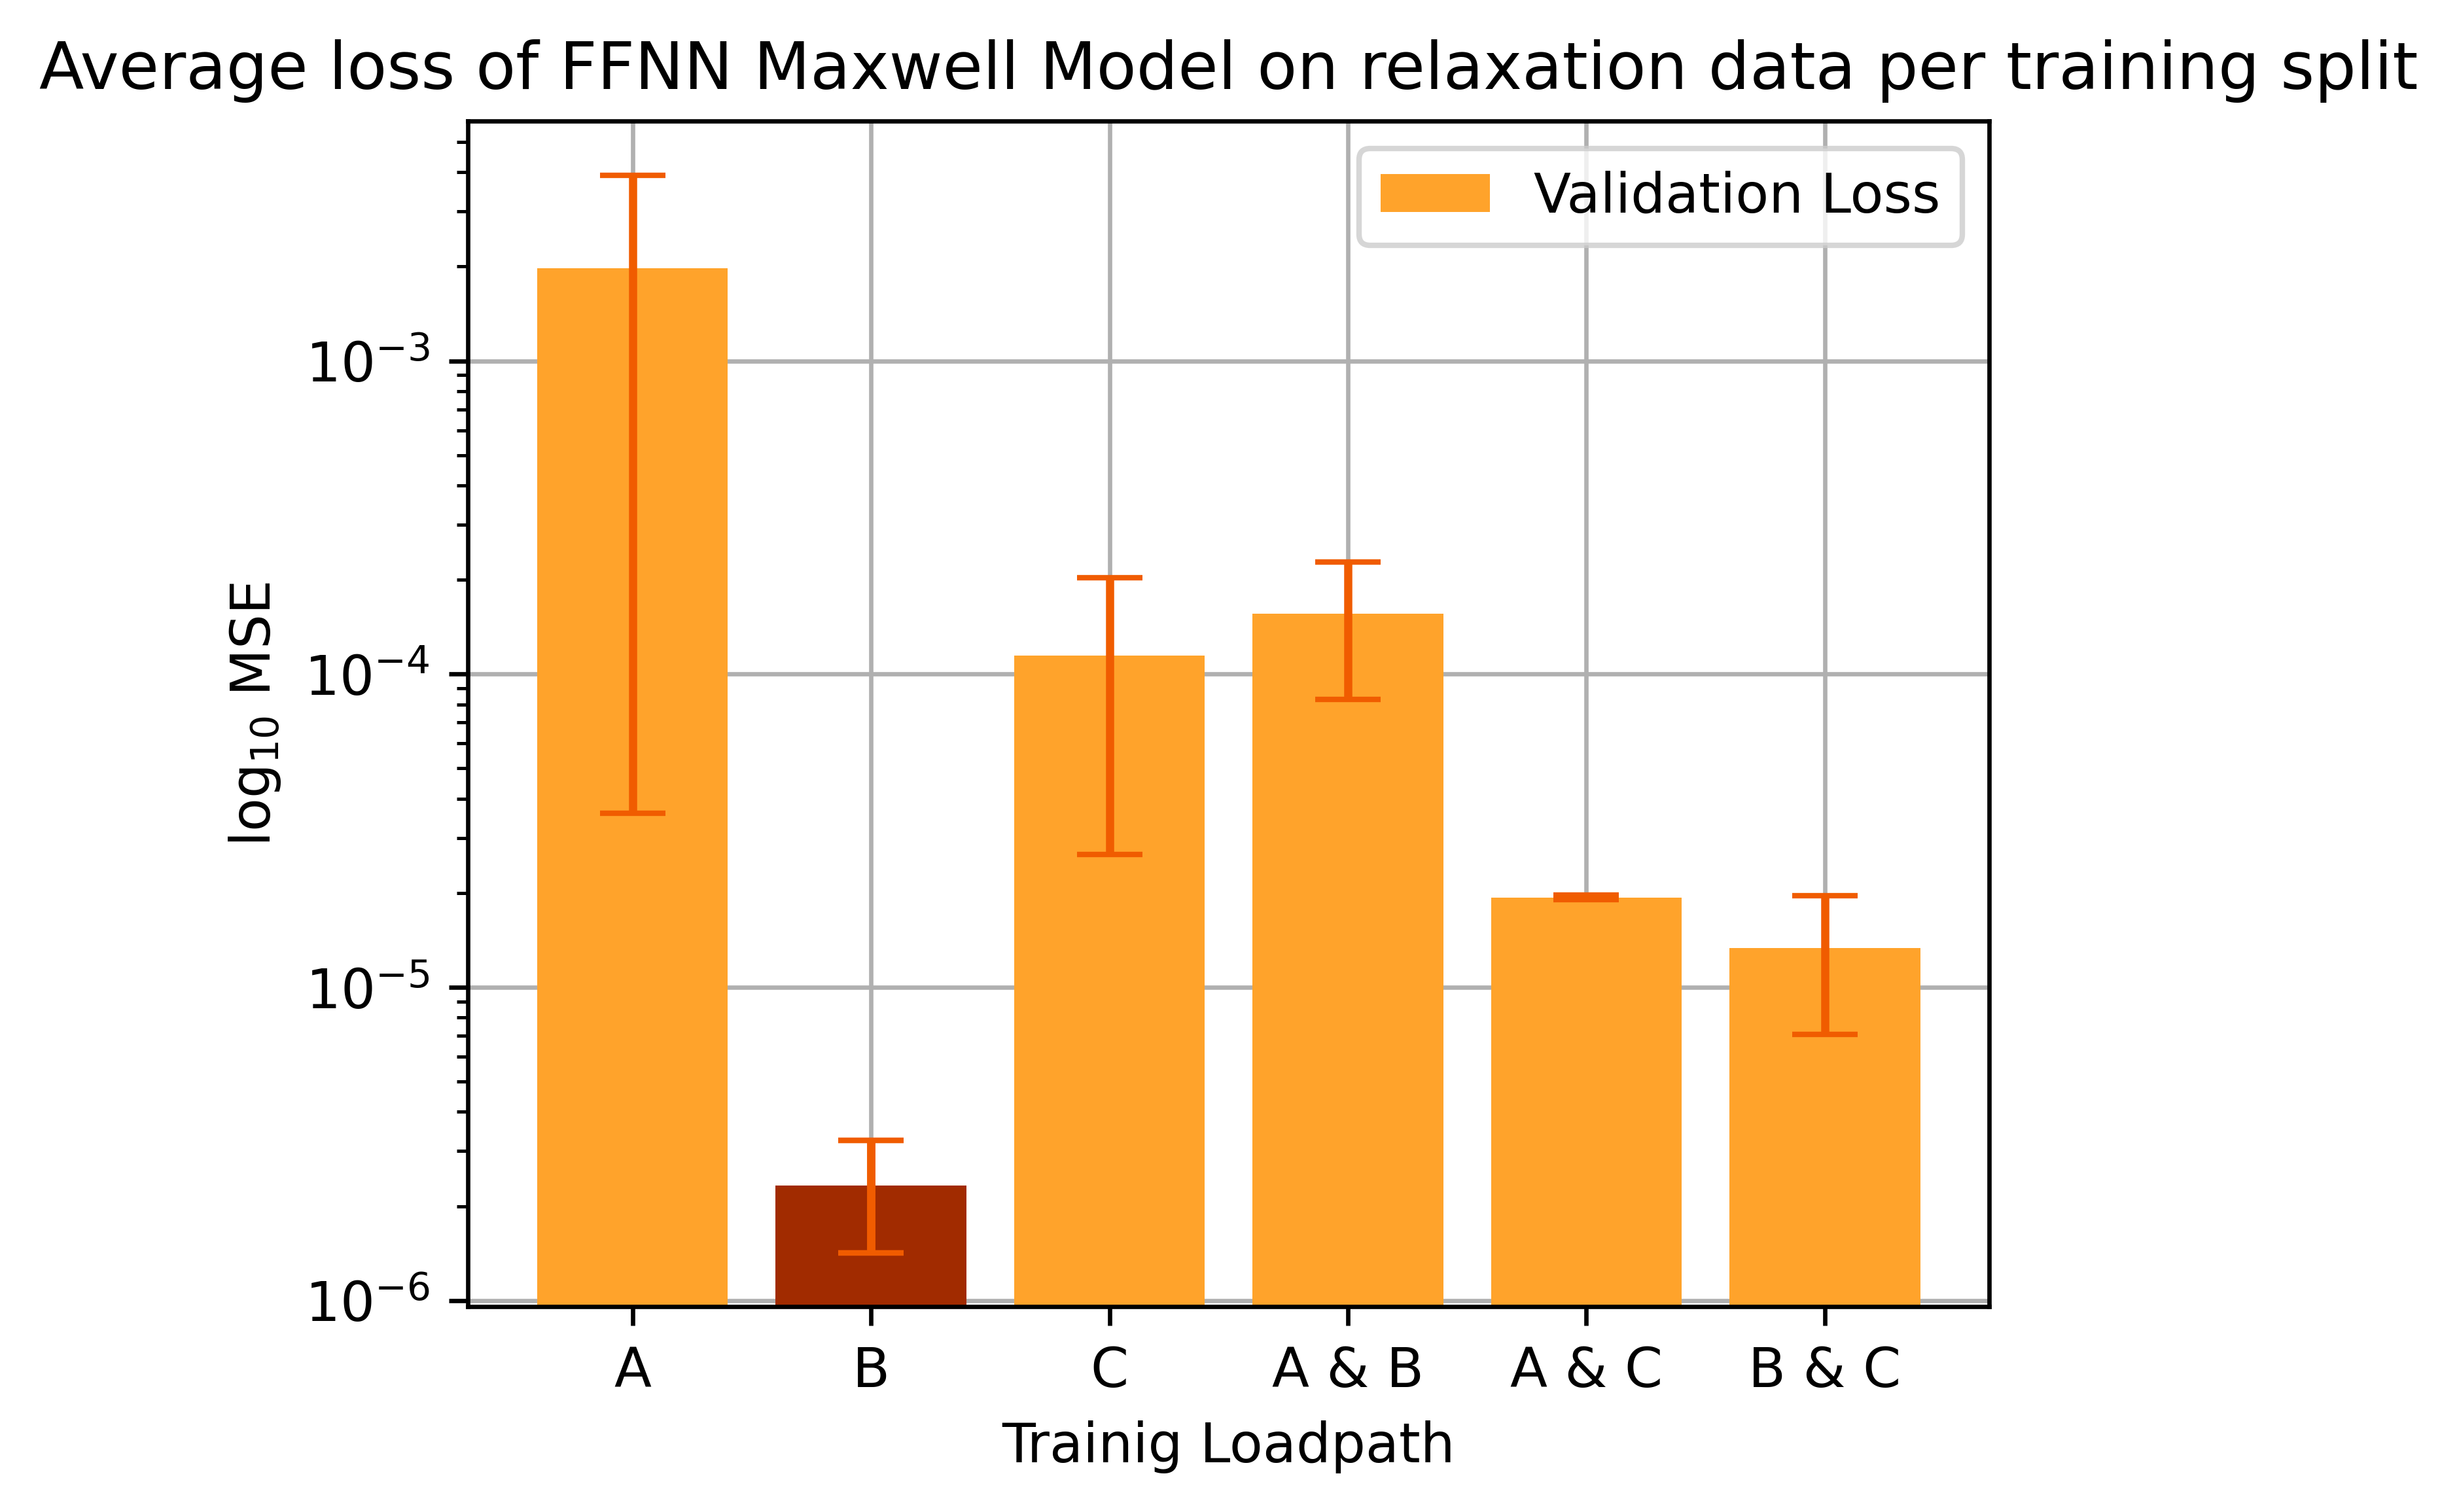 Average loss of FFNN Maxwell Model on relaxation data per training split
Validation Loss
log₁₀ MSE
10⁻³
10⁻⁴
10⁻⁵
10⁻⁶
A B C A & B A & C B & C
Trainig Loadpath